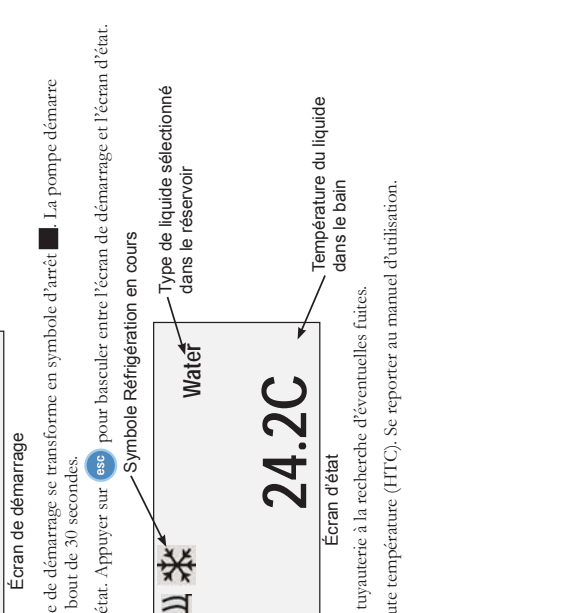 Écran de démarrage
e de démarrage se transforme en symbole d'arrêt . La pompe démarre
bout de 30 secondes.
état. Appuyer sur esc pour basculer entre l'écran de démarrage et l'écran d'état.
Symbole Réfrigération en cours
Type de liquide sélectionné
dans le réservoir
Water
24.2C
Température du liquide
dans le bain
Écran d'état
tuyauterie à la recherche d'éventuelles fuites.
ute température (HTC). Se reporter au manuel d'utilisation.